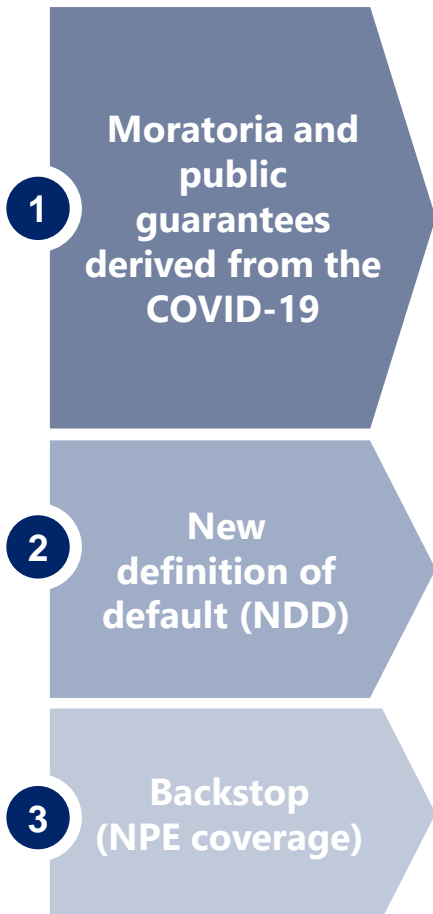 1
Moratoria and
public
guarantees
derived from the
COVID-19
2
New
definition of
default (NDD)
3
Backstop
(NPE coverage)